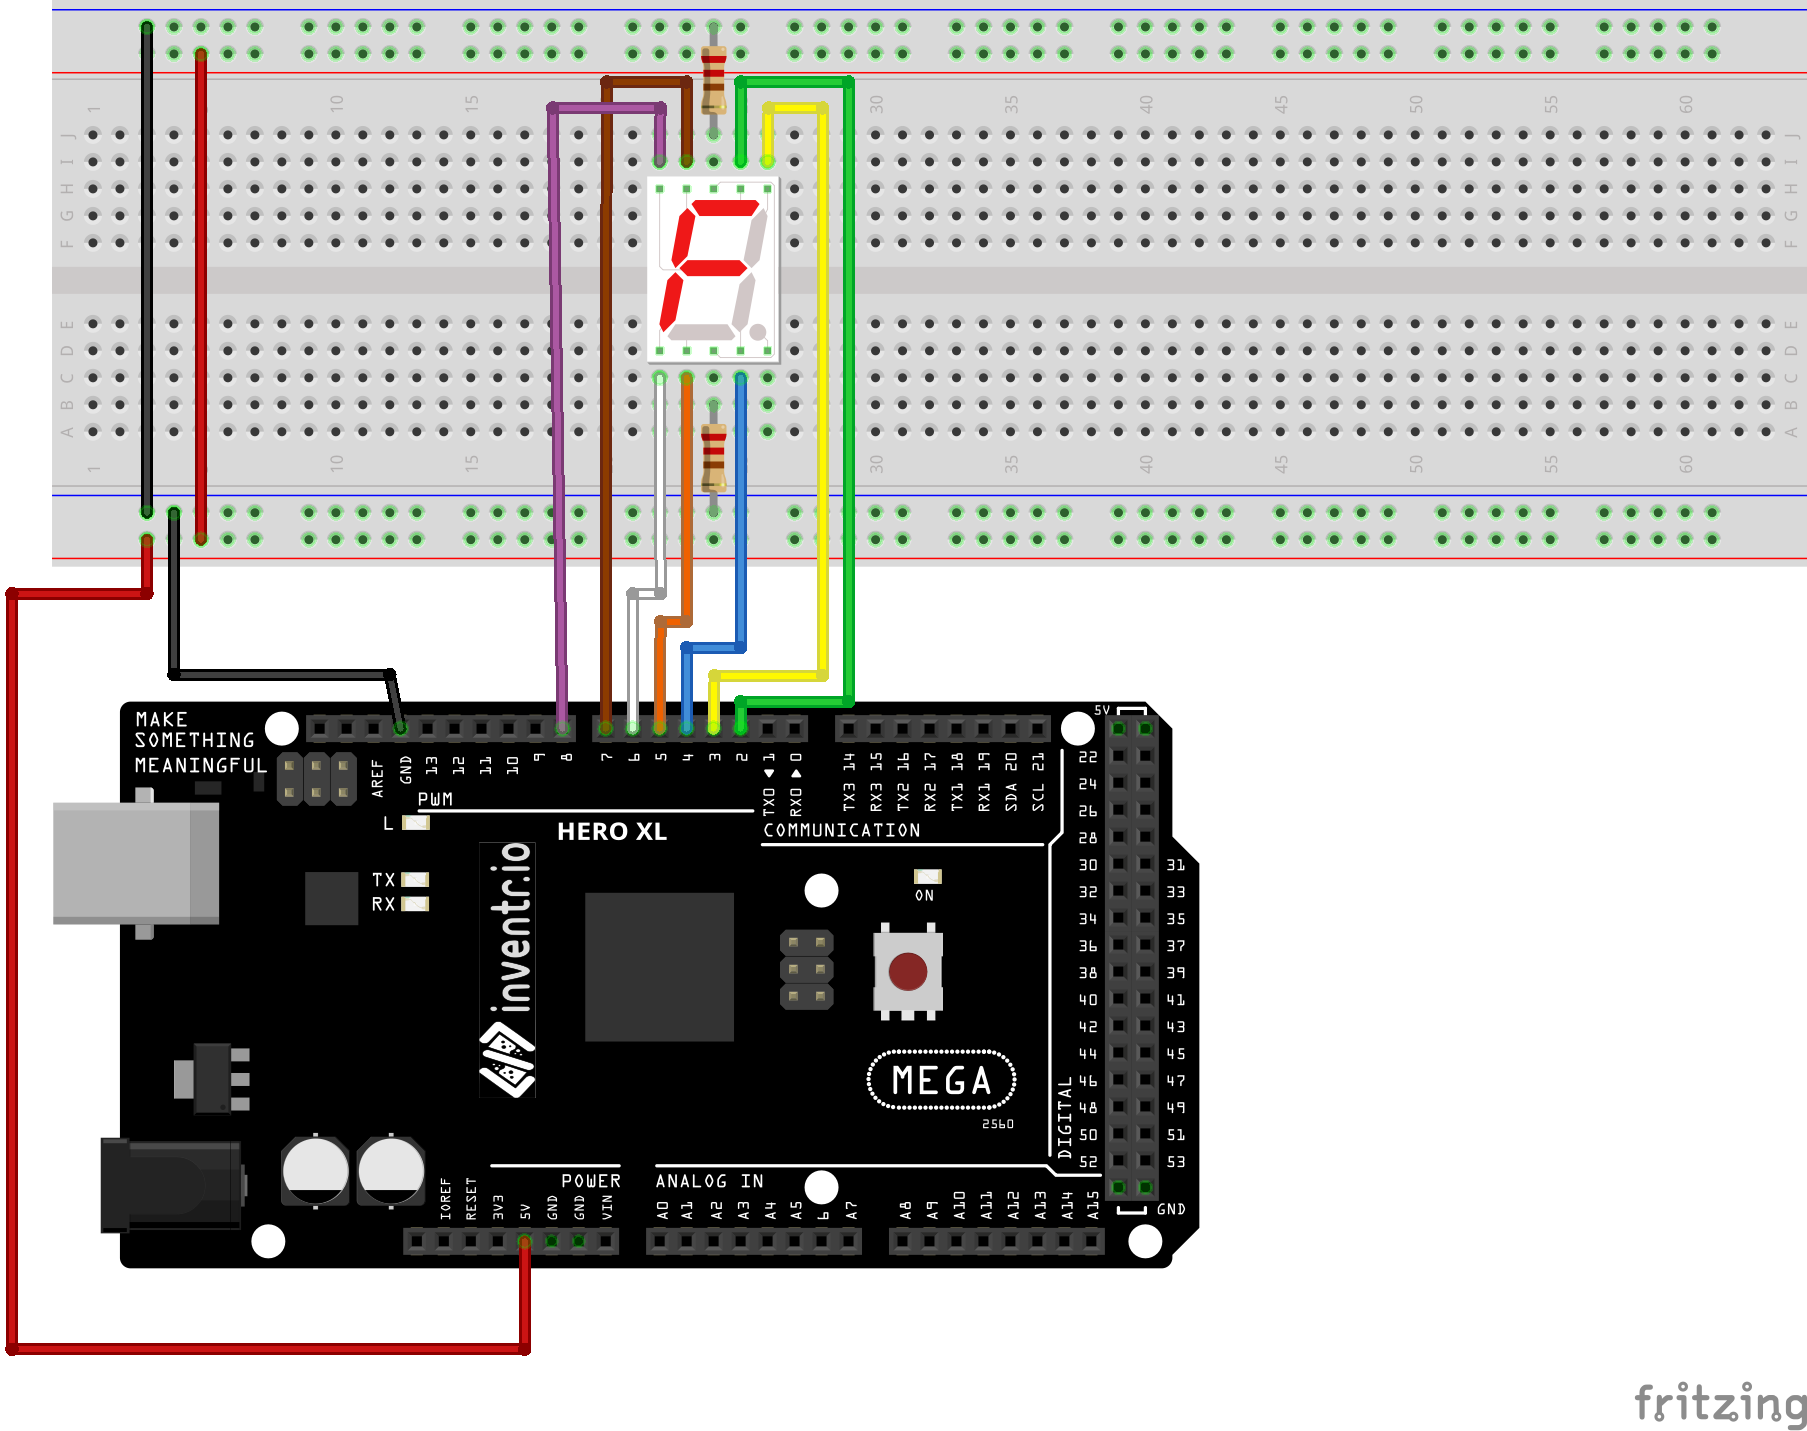 1 10 15 30 35 40 45 50 55 60
J J
I I
H H
G G
F F
E E
D D
C C
B B
A A
1 10 15 30 35 40 45 50 55 60
MAKE
SOMETHING
MEANINGFUL
AREF GND 13 12 11 10 9 8 7 6 5 4 3 2 TX0 1 RX0 0 TX3 14 RX3 15 TX2 16 RX2 17 TX1 18 RX1 19 SDA 20 SCL 21
5V
PWM
COMMUNICATION
L
TX
RX
HERO XL
inventr.io
ON
MEGA
2560
22
24
26
28
30 31
32 33
34 35
36 37
38 39
40 41
42 43
44 45
46 47
48 49
50 51
52 53
DIGITAL
GND
POWER
ANALOG IN
IOREF RESET 3V3 5V GND GND VIN A0 A1 A2 A3 A4 A5 6 A7 A8 A9 A10 A11 A12 A13 A14 A15
fritzing